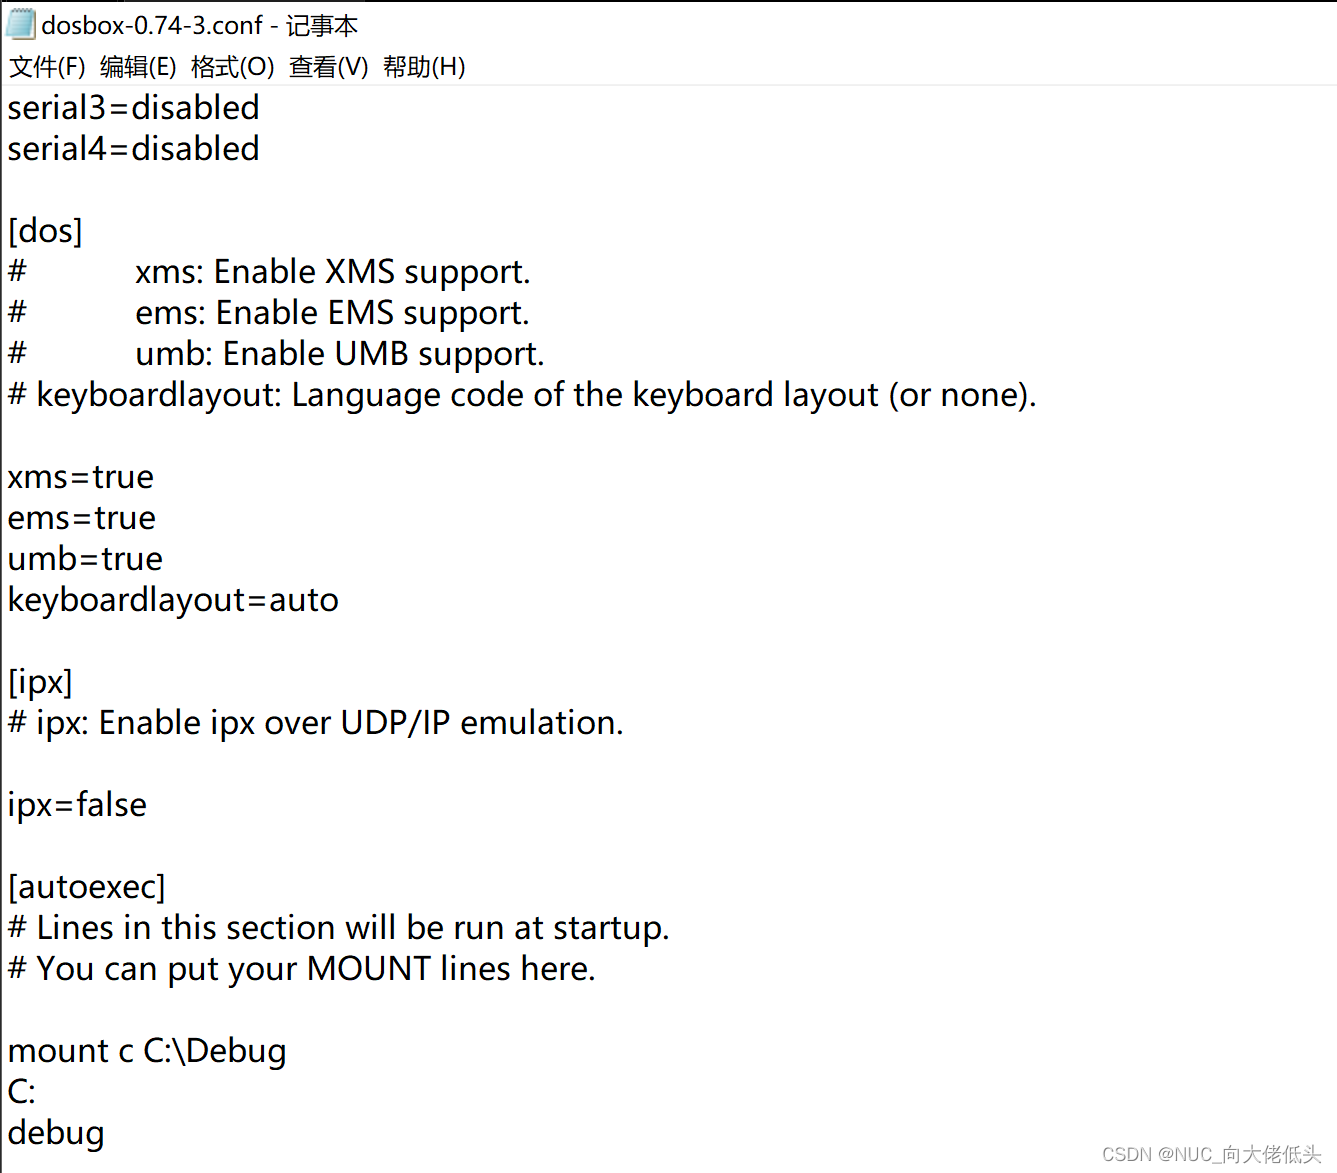 dosbox-0.74-3.conf - 记事本
文件(F) 编辑(E) 格式(O) 查看(V) 帮助(H)
serial3=disabled
serial4=disabled
[dos]
# xms: Enable XMS support.
# ems: Enable EMS support.
# umb: Enable UMB support.
# keyboardlayout: Language code of the keyboard layout (or none).
xms=true
ems=true
umb=true
keyboardlayout=auto
[ipx]
# ipx: Enable ipx over UDP/IP emulation.
ipx=false
[autoexec]
# Lines in this section will be run at startup.
# You can put your MOUNT lines here.
mount c C:\Debug
C:
debug
CSDN @NUC_向大佬低头